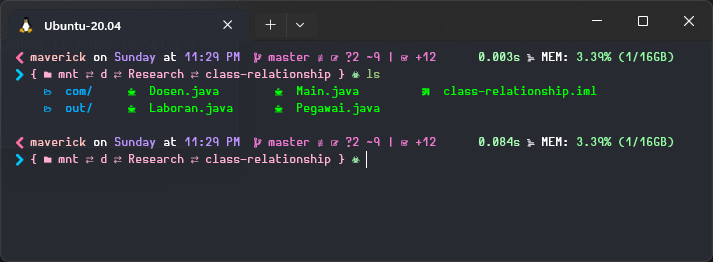 Ubuntu-20.04
maverick on Sunday at 11:29 PM master ≢ ?2 ~9 | +12 0.003s MEM: 3.39% (1/16GB)
{ mnt ⇄ d ⇄ Research ⇄ class-relationship } ls
com/ Dosen.java Main.java class-relationship.iml
out/ Laboran.java Pegawai.java
maverick on Sunday at 11:29 PM master ≢ ?2 ~9 | +12 0.084s MEM: 3.39% (1/16GB)
{ mnt ⇄ d ⇄ Research ⇄ class-relationship }